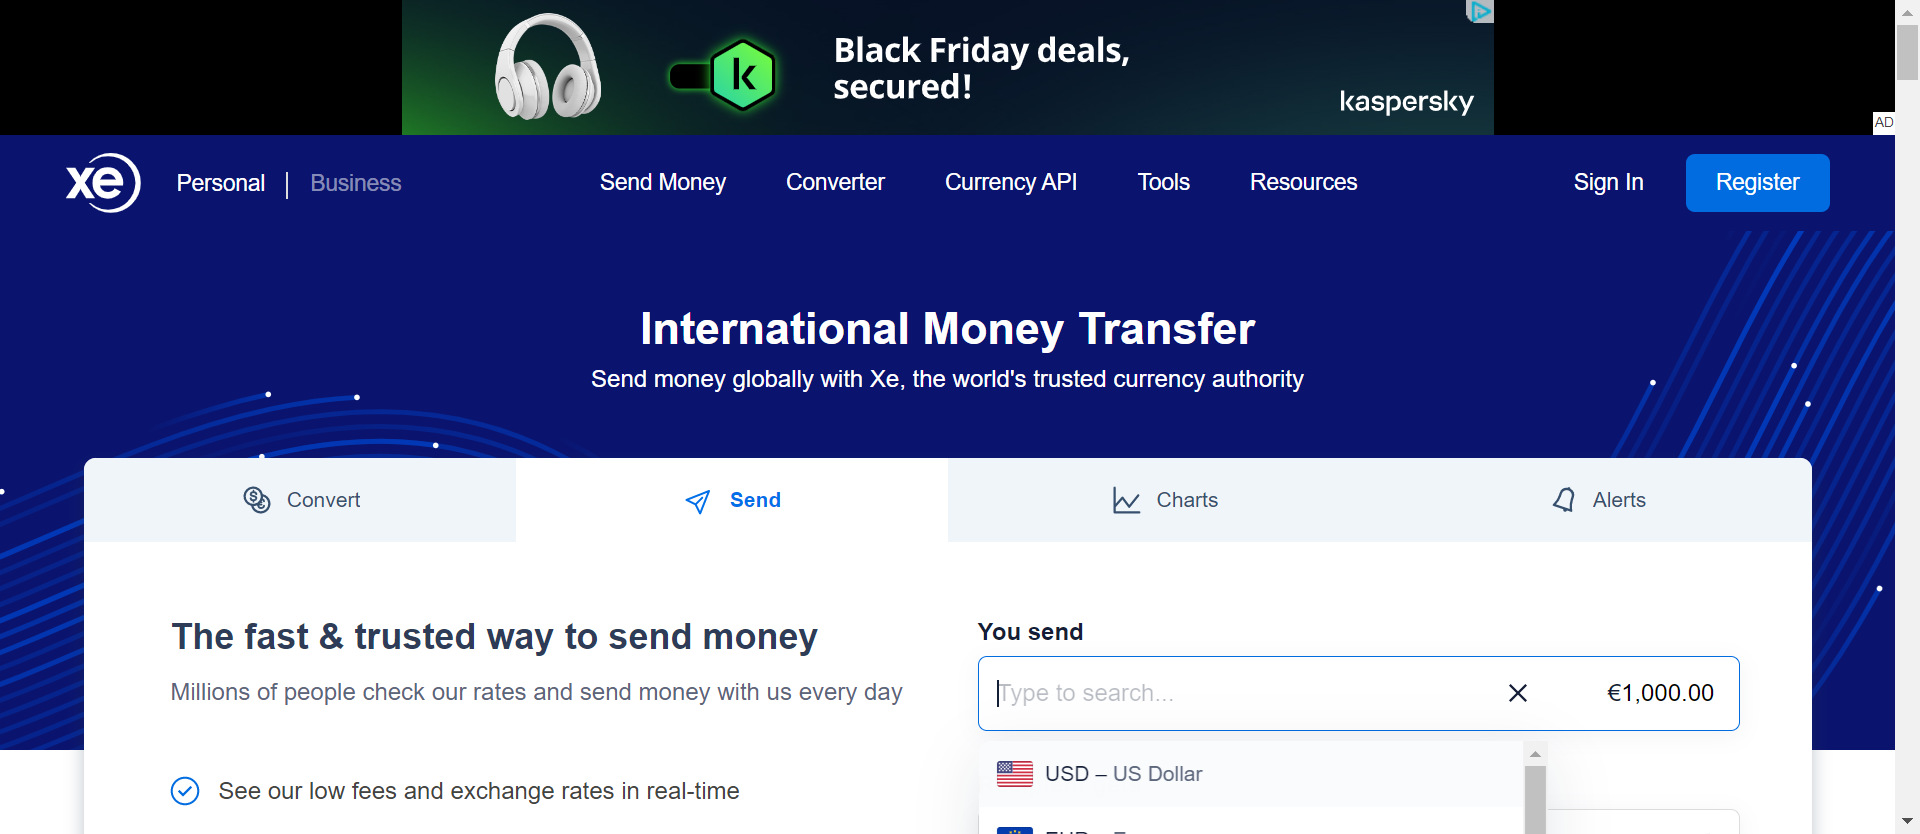 Black Friday deals,
secured!
kaspersky
AD
xe
Personal | Business
Send Money
Converter
Currency API
Tools
Resources
Sign In
Register
International Money Transfer
Send money globally with Xe, the world's trusted currency authority
Convert
Send
Charts
Alerts
The fast & trusted way to send money
Millions of people check our rates and send money with us every day
See our low fees and exchange rates in real-time
You send
Type to search...
€1,000.00
USD – US Dollar